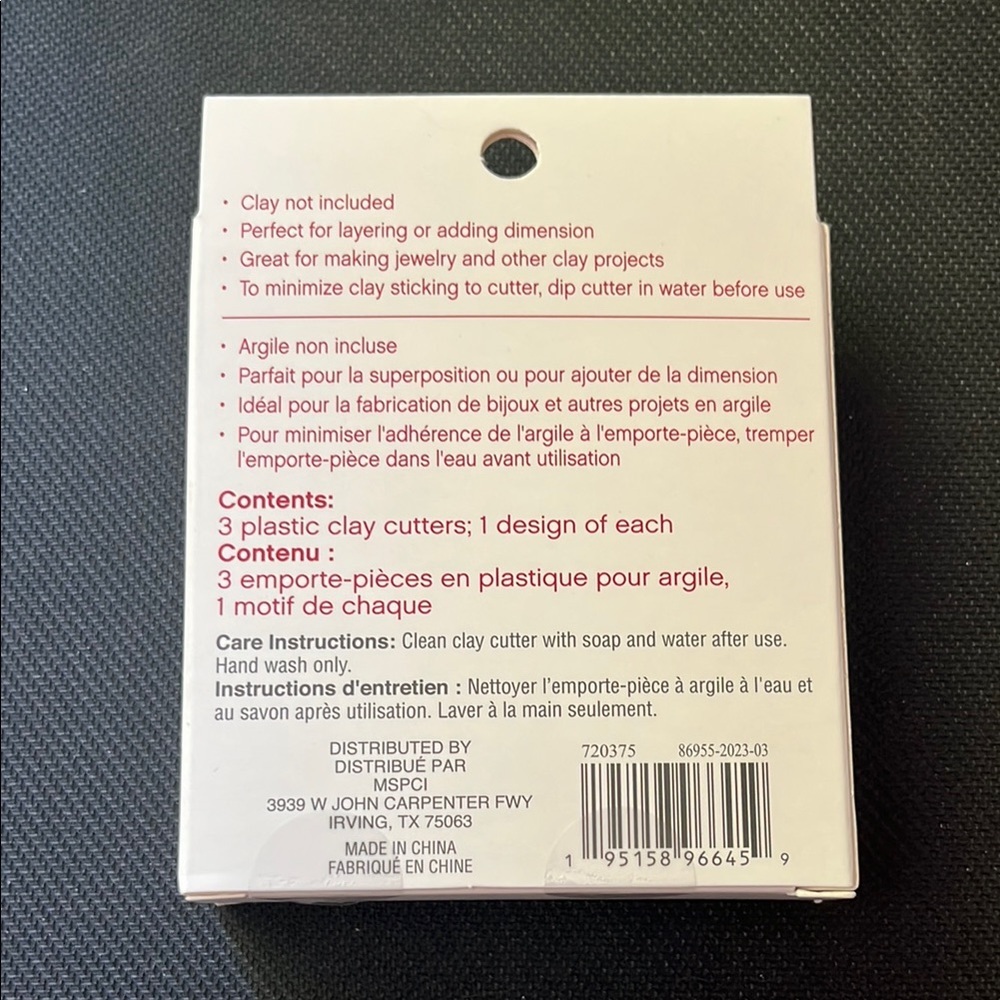 • Clay not included
• Perfect for layering or adding dimension
• Great for making jewelry and other clay projects
• To minimize clay sticking to cutter, dip cutter in water before use
• Argile non incluse
• Parfait pour la superposition ou pour ajouter de la dimension
• Idéal pour la fabrication de bijoux et autres projets en argile
• Pour minimiser l'adhérence de l'argile à l'emporte-pièce, tremper
l'emporte-pièce dans l'eau avant utilisation
Contents:
3 plastic clay cutters; 1 design of each
Contenu :
3 emporte-pièces en plastique pour argile,
1 motif de chaque
Care Instructions: Clean clay cutter with soap and water after use.
Hand wash only.
Instructions d'entretien : Nettoyer l'emporte-pièce à argile à l'eau et
au savon après utilisation. Laver à la main seulement.
DISTRIBUTED BY
DISTRIBUÉ PAR
MSPCI
3939 W JOHN CARPENTER FWY
IRVING, TX 75063
MADE IN CHINA
FABRIQUÉ EN CHINE
720375 86955-2023-03
1 95158 96645 9